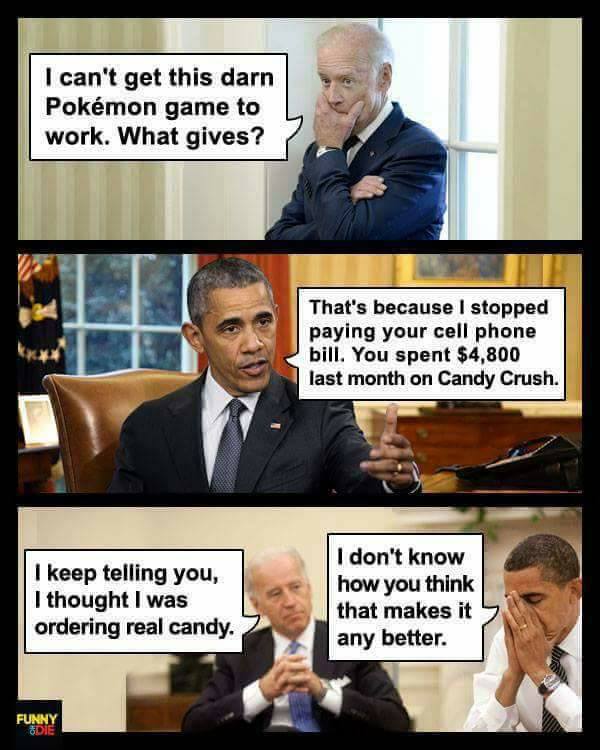 I can't get this darn
Pokémon game to
work. What gives?
That's because I stopped
paying your cell phone
bill. You spent $4,800
last month on Candy Crush.
I keep telling you,
I thought I was
ordering real candy.
I don't know
how you think
that makes it
any better.
FUNNY
OR DIE